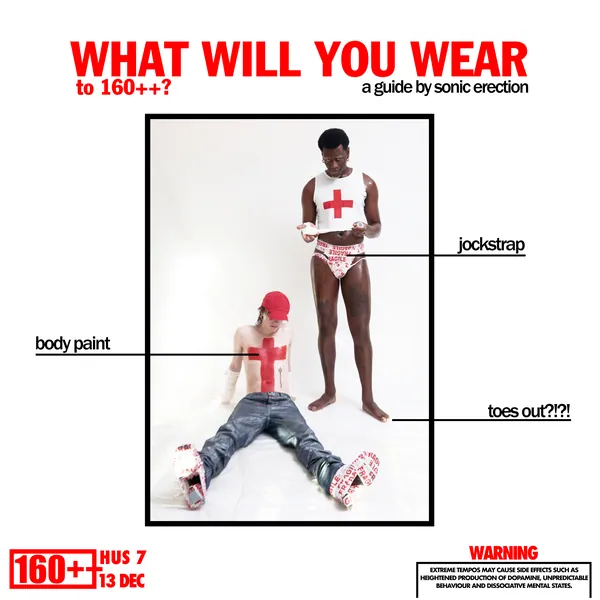 WHAT WILL YOU WEAR
to 160++?
a guide by sonic erection
jockstrap
FRAGILE
body paint
toes out?!?!
160++
HUS 7
13 DEC
WARNING
EXTREME TEMPOS MAY CAUSE SIDE EFFECTS SUCH AS
HEIGHTENED PRODUCTION OF DOPAMINE, UNPREDICTABLE
BEHAVIOUR AND DISSOCIATIVE MENTAL STATES.